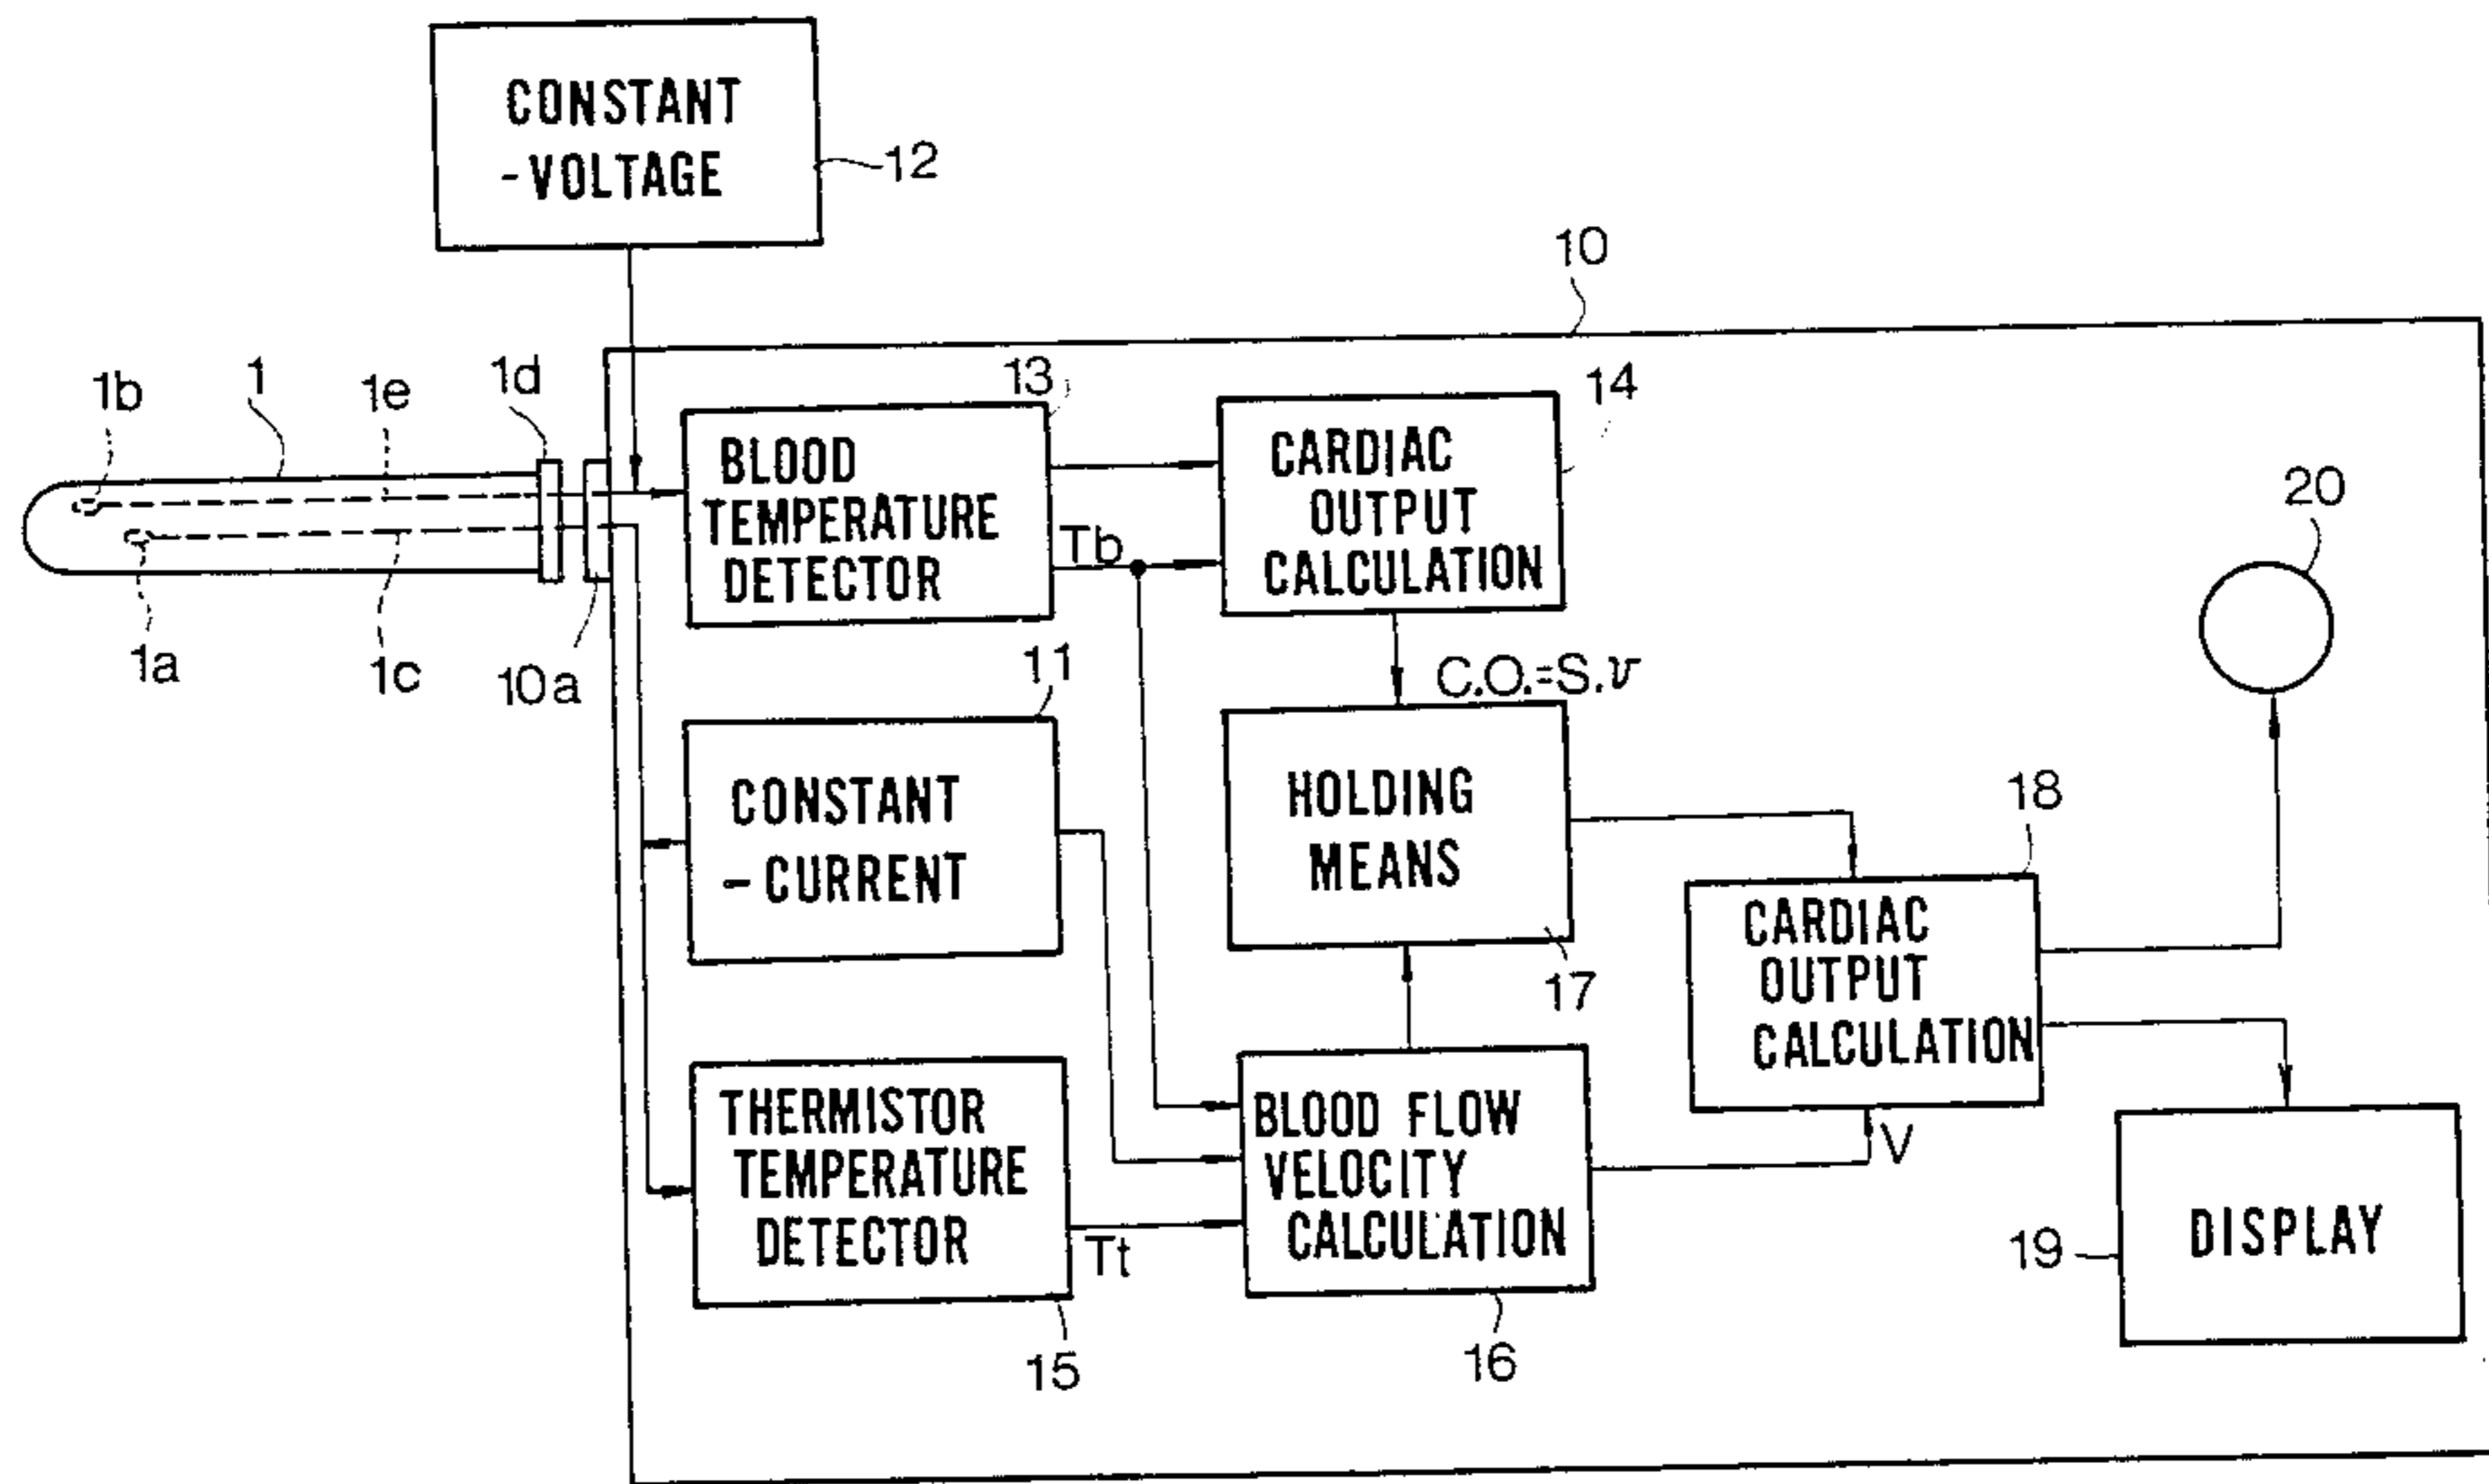 CONSTANT
-VOLTAGE
12
10
1b
1
1e
1d
13
14
BLOOD
TEMPERATURE
DETECTOR
CARDIAC
OUTPUT
CALCULATION
20
Tb
1a
1c
10a
11
C.O.=S.v
CONSTANT
-CURRENT
HOLDING
MEANS
18
17
CARDIAC
OUTPUT
CALCULATION
THERMISTOR
TEMPERATURE
DETECTOR
BLOOD FLOW
VELOCITY
CALCULATION
V
Tt
19
DISPLAY
15
16